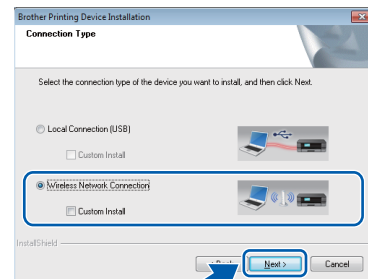 Brother Printing Device Installation
Connection Type
Select the connection type of the device you want to install, and then click Next.
Local Connection (USB)
Custom Install
Wireless Network Connection
Custom Install
InstallShield
Next >
Cancel